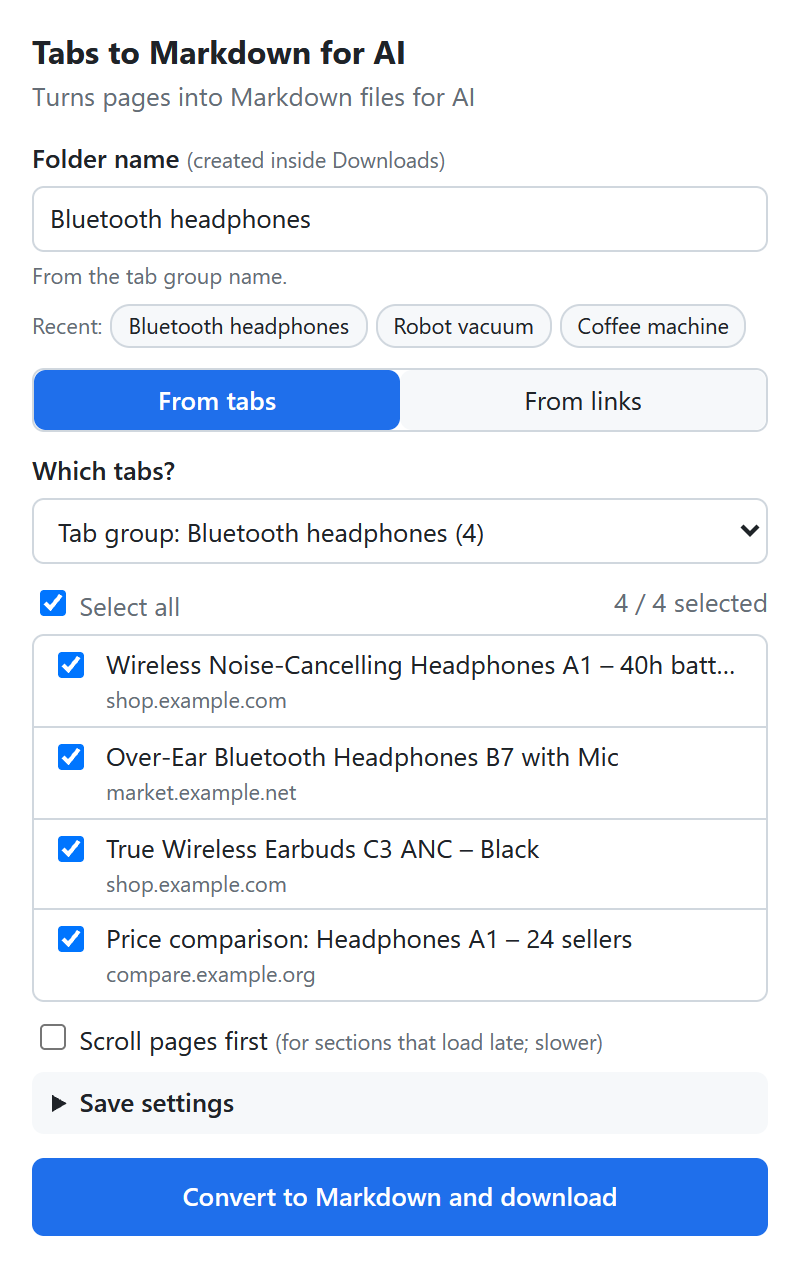 Tabs to Markdown for AI
Turns pages into Markdown files for AI
Folder name (created inside Downloads)
Bluetooth headphones
From the tab group name.
Recent: Bluetooth headphones Robot vacuum Coffee machine
From tabs From links
Which tabs?
Tab group: Bluetooth headphones (4)
Select all 4 / 4 selected
Wireless Noise-Cancelling Headphones A1 – 40h batt...
shop.example.com
Over-Ear Bluetooth Headphones B7 with Mic
market.example.net
True Wireless Earbuds C3 ANC – Black
shop.example.com
Price comparison: Headphones A1 – 24 sellers
compare.example.org
Scroll pages first (for sections that load late; slower)
Save settings
Convert to Markdown and download